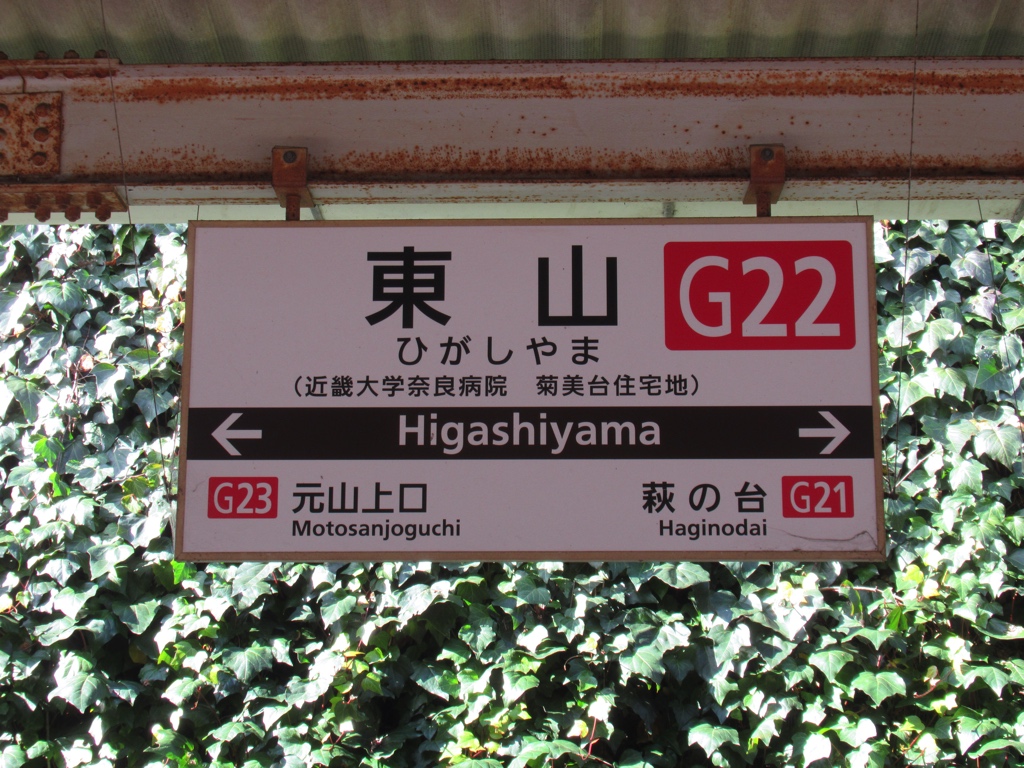 東山 G22
ひがしやま
（近畿大学奈良病院　菊美台住宅地）
← Higashiyama →
G23 元山上口 萩の台 G21
Motosanjoguchi Haginodai